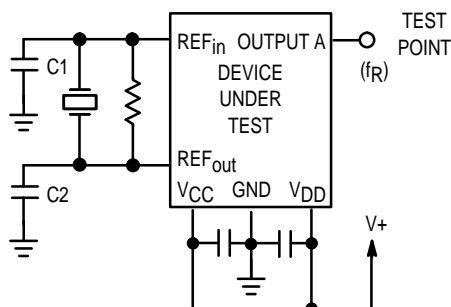 TEST
POINT
REFin OUTPUT A
(fR)
C1
DEVICE
UNDER
TEST
REFout
C2
VCC GND VDD
V+